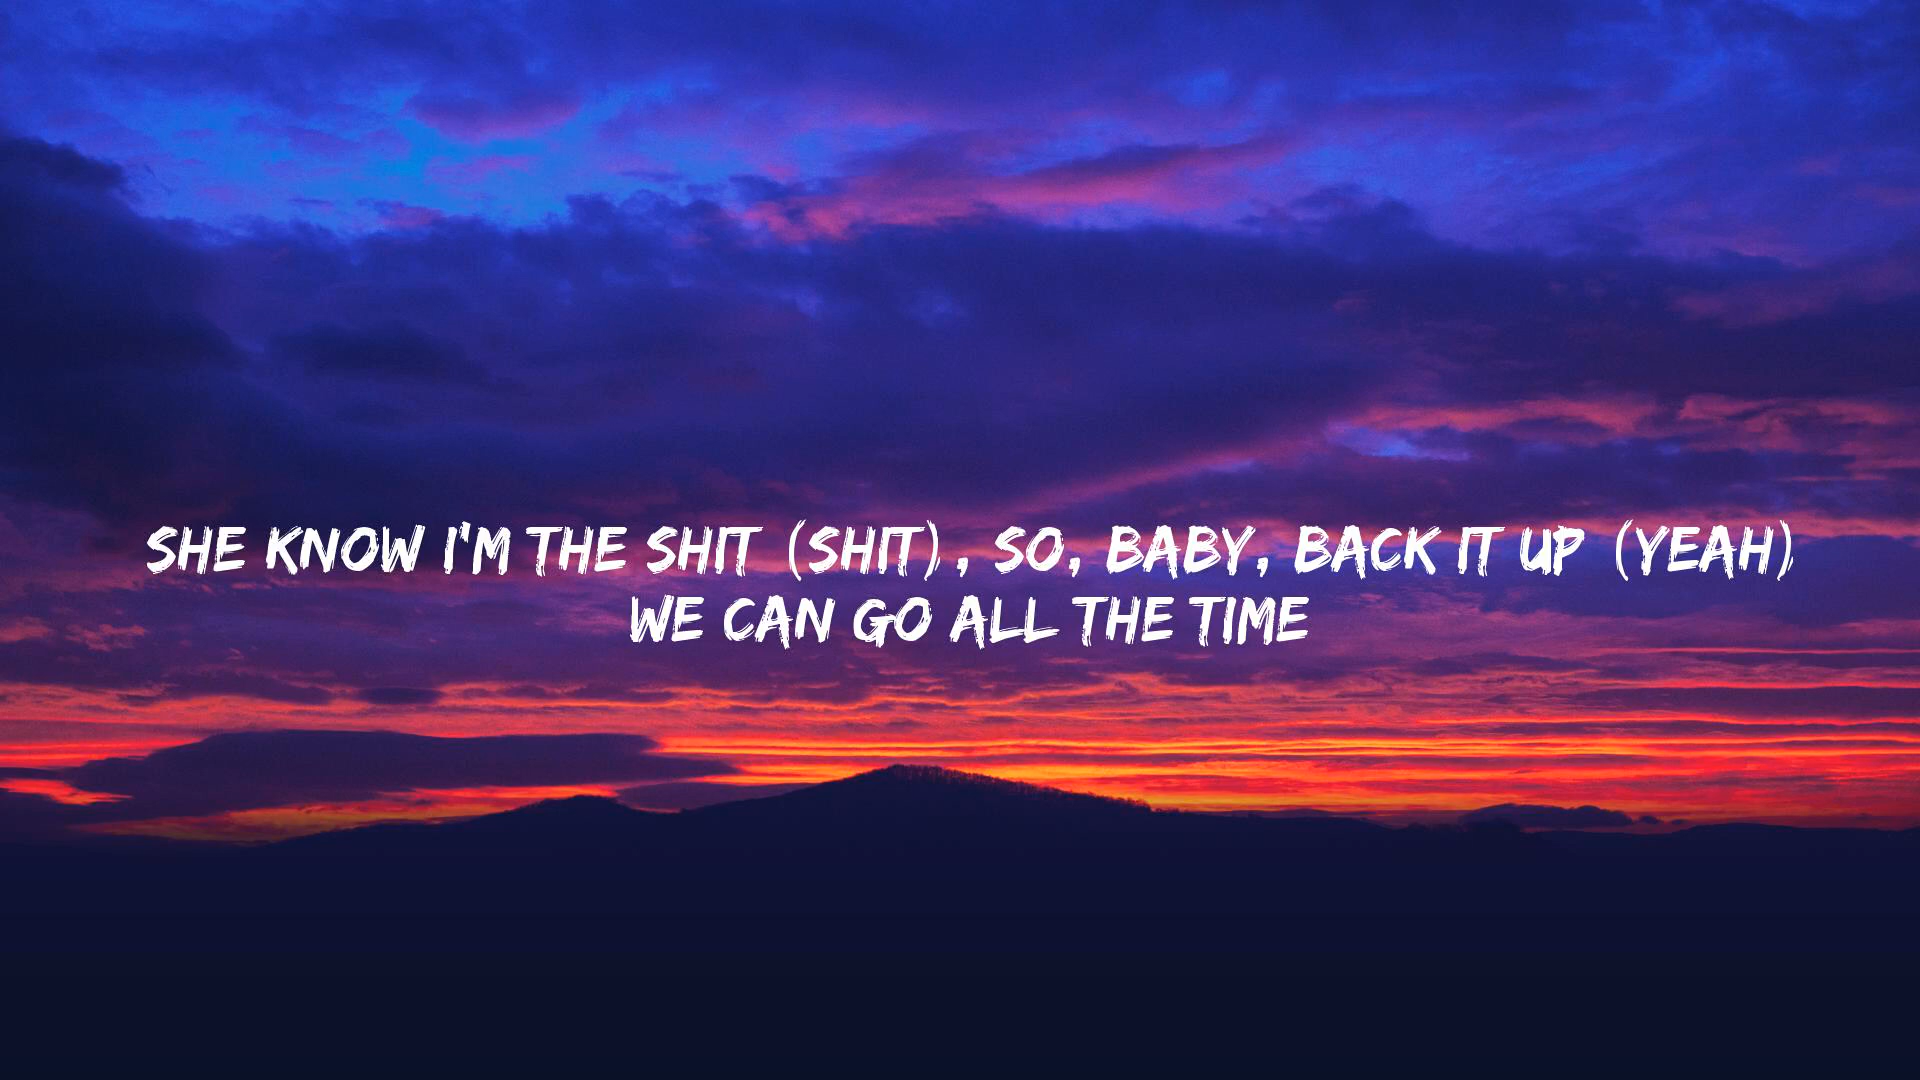 SHE KNOW I'M THE SHIT (SHIT), SO, BABY, BACK IT UP (YEAH)
WE CAN GO ALL THE TIME